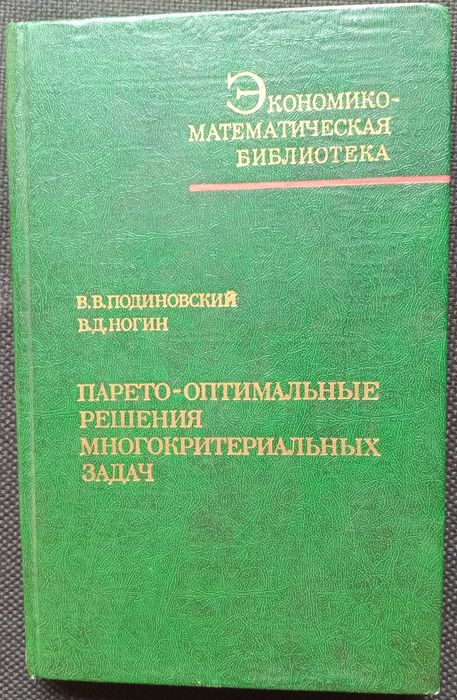 Экономико-
МАТЕМАТИЧЕСКАЯ
БИБЛИОТЕКА
В.В.ПОДИНОВСКИЙ
В.Д.НОГИН
ПАРЕТО-ОПТИМАЛЬНЫЕ
РЕШЕНИЯ
МНОГОКРИТЕРИАЛЬНЫХ
ЗАДАЧ